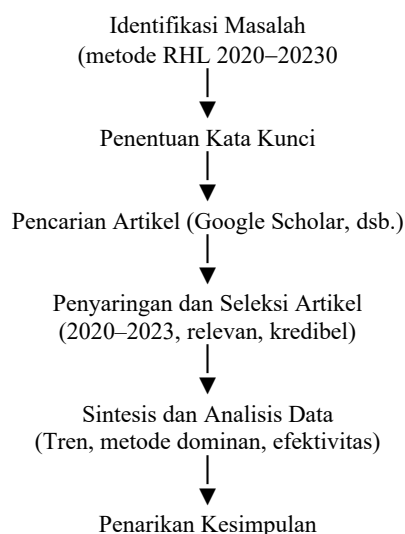 Identifikasi Masalah
(metode RHL 2020–20230
Penentuan Kata Kunci
Pencarian Artikel (Google Scholar, dsb.)
Penyaringan dan Seleksi Artikel
(2020–2023, relevan, kredibel)
Sintesis dan Analisis Data
(Tren, metode dominan, efektivitas)
Penarikan Kesimpulan